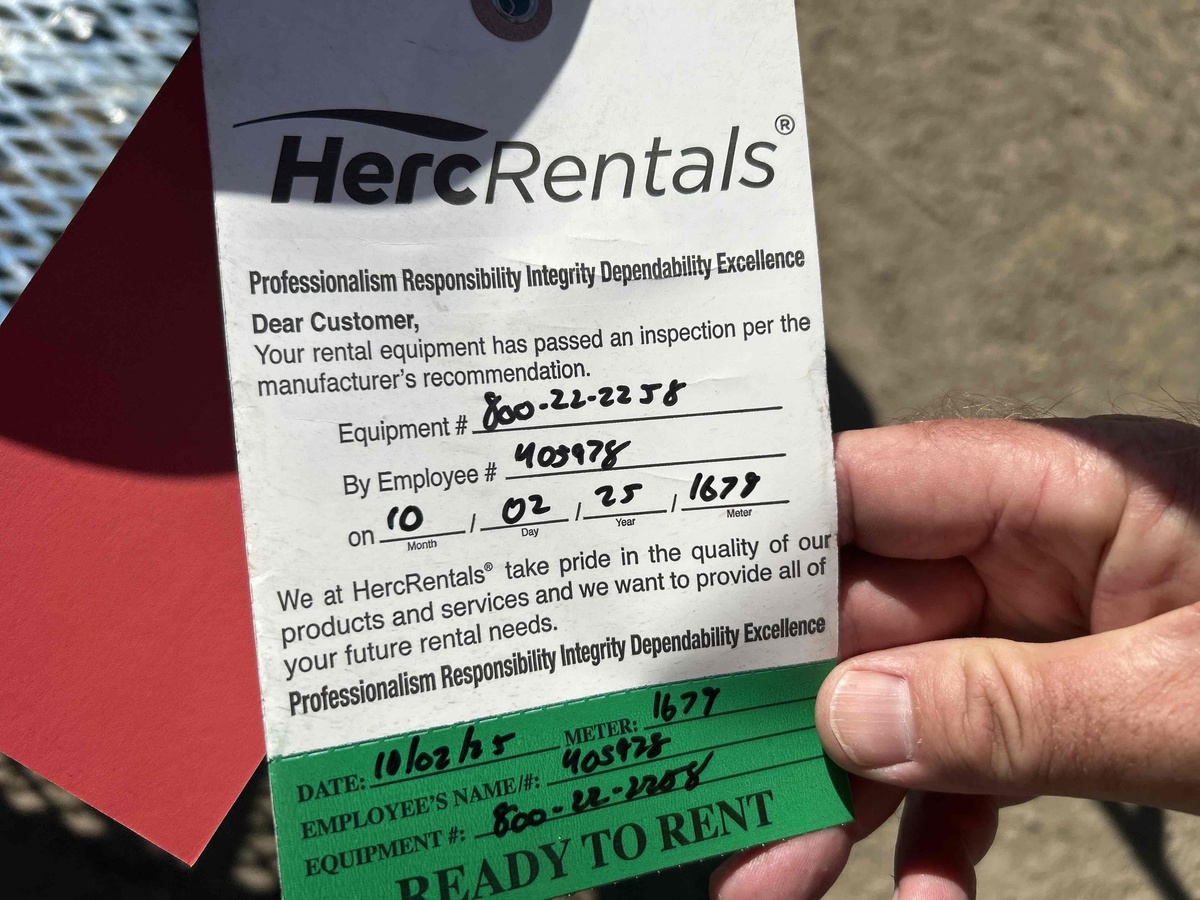 HercRentals®
Professionalism Responsibility Integrity Dependability Excellence
Dear Customer,
Your rental equipment has passed an inspection per the
manufacturer's recommendation.
Equipment # 800-22-2258
By Employee # 405978
on 10 / 02 / 25 / 1679
Month Day Year Meter
We at HercRentals® take pride in the quality of our
products and services and we want to provide all of
your future rental needs.
Professionalism Responsibility Integrity Dependability Excellence
DATE: 10/02/25 METER: 1679
EMPLOYEE'S NAME/#: 405978
EQUIPMENT #: 800-22-2258
READY TO RENT